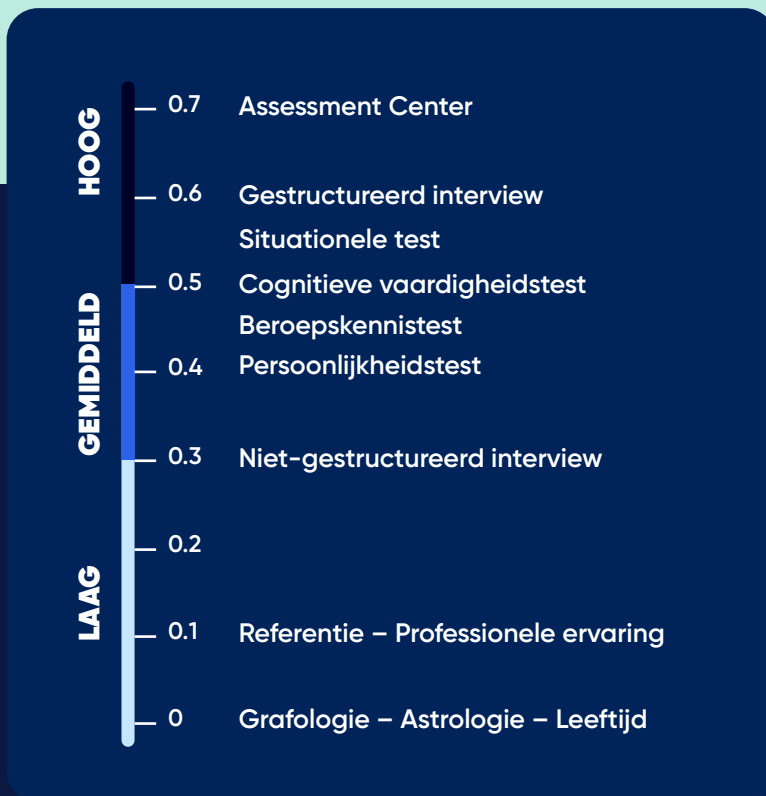 HOOG
0.7 Assessment Center
0.6 Gestructureerd interview
Situationele test
0.5 Cognitieve vaardigheidstest
GEMIDDELD
Beroepskennistest
0.4 Persoonlijkheidstest
0.3 Niet-gestructureerd interview
0.2
LAAG
0.1 Referentie – Professionele ervaring
0 Grafologie – Astrologie – Leeftijd